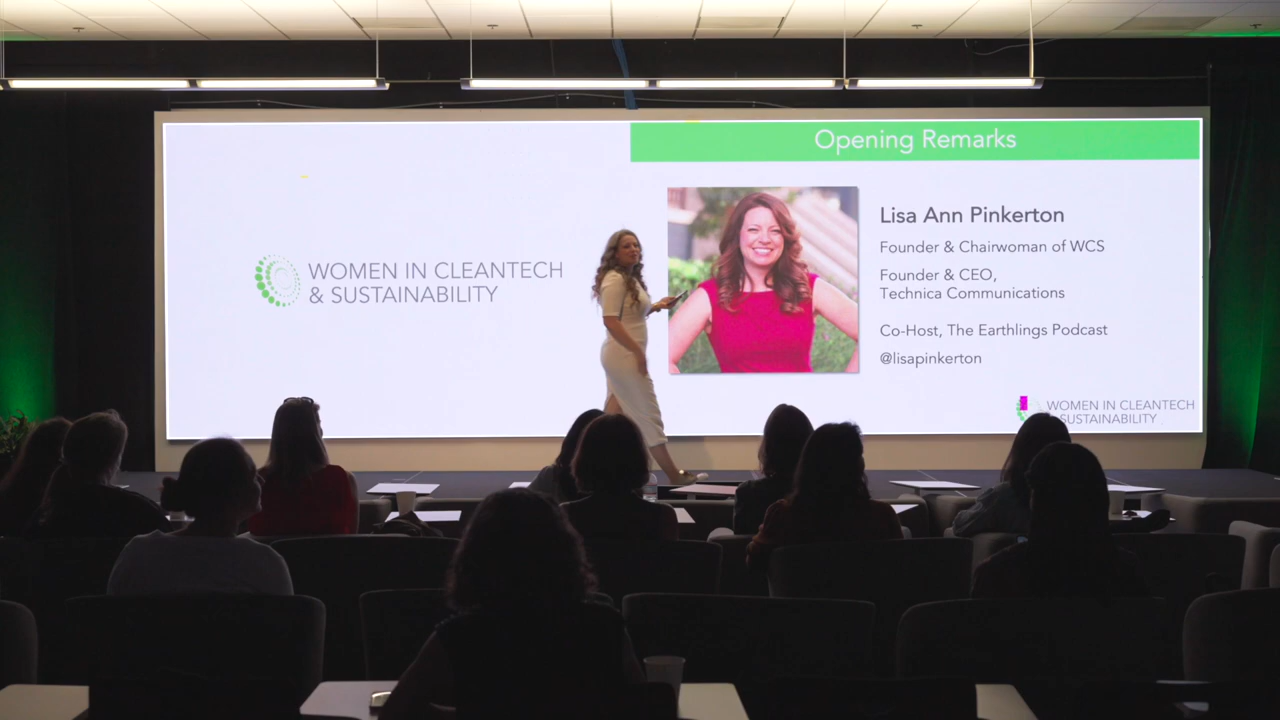 Opening Remarks
WOMEN IN CLEANTECH
& SUSTAINABILITY
Lisa Ann Pinkerton
Founder & Chairwoman of WCS
Founder & CEO,
Technica Communications
Co-Host, The Earthlings Podcast
@lisapinkerton
WOMEN IN CLEANTECH
SUSTAINABILITY